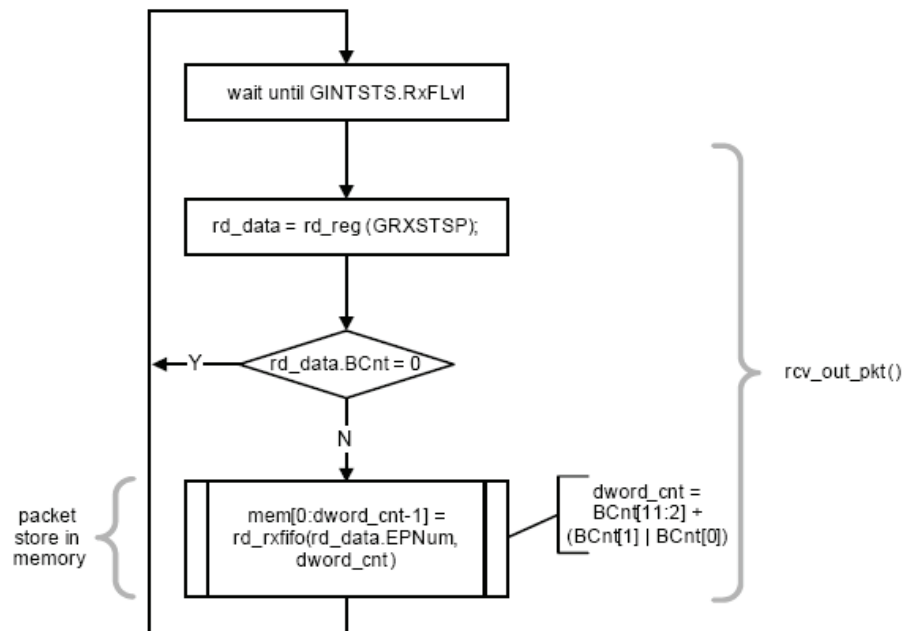 wait until GINTSTS.RxFLvl
rd_data = rd_reg (GRXSTSP);
rd_data.BCnt = 0
Y
rcv_out_pkt()
N
packet
store in
memory
mem[0:dword_cnt-1] =
rd_rxfifo(rd_data.EPNum,
dword_cnt)
dword_cnt =
BCnt[11:2] +
(BCnt[1] | BCnt[0])